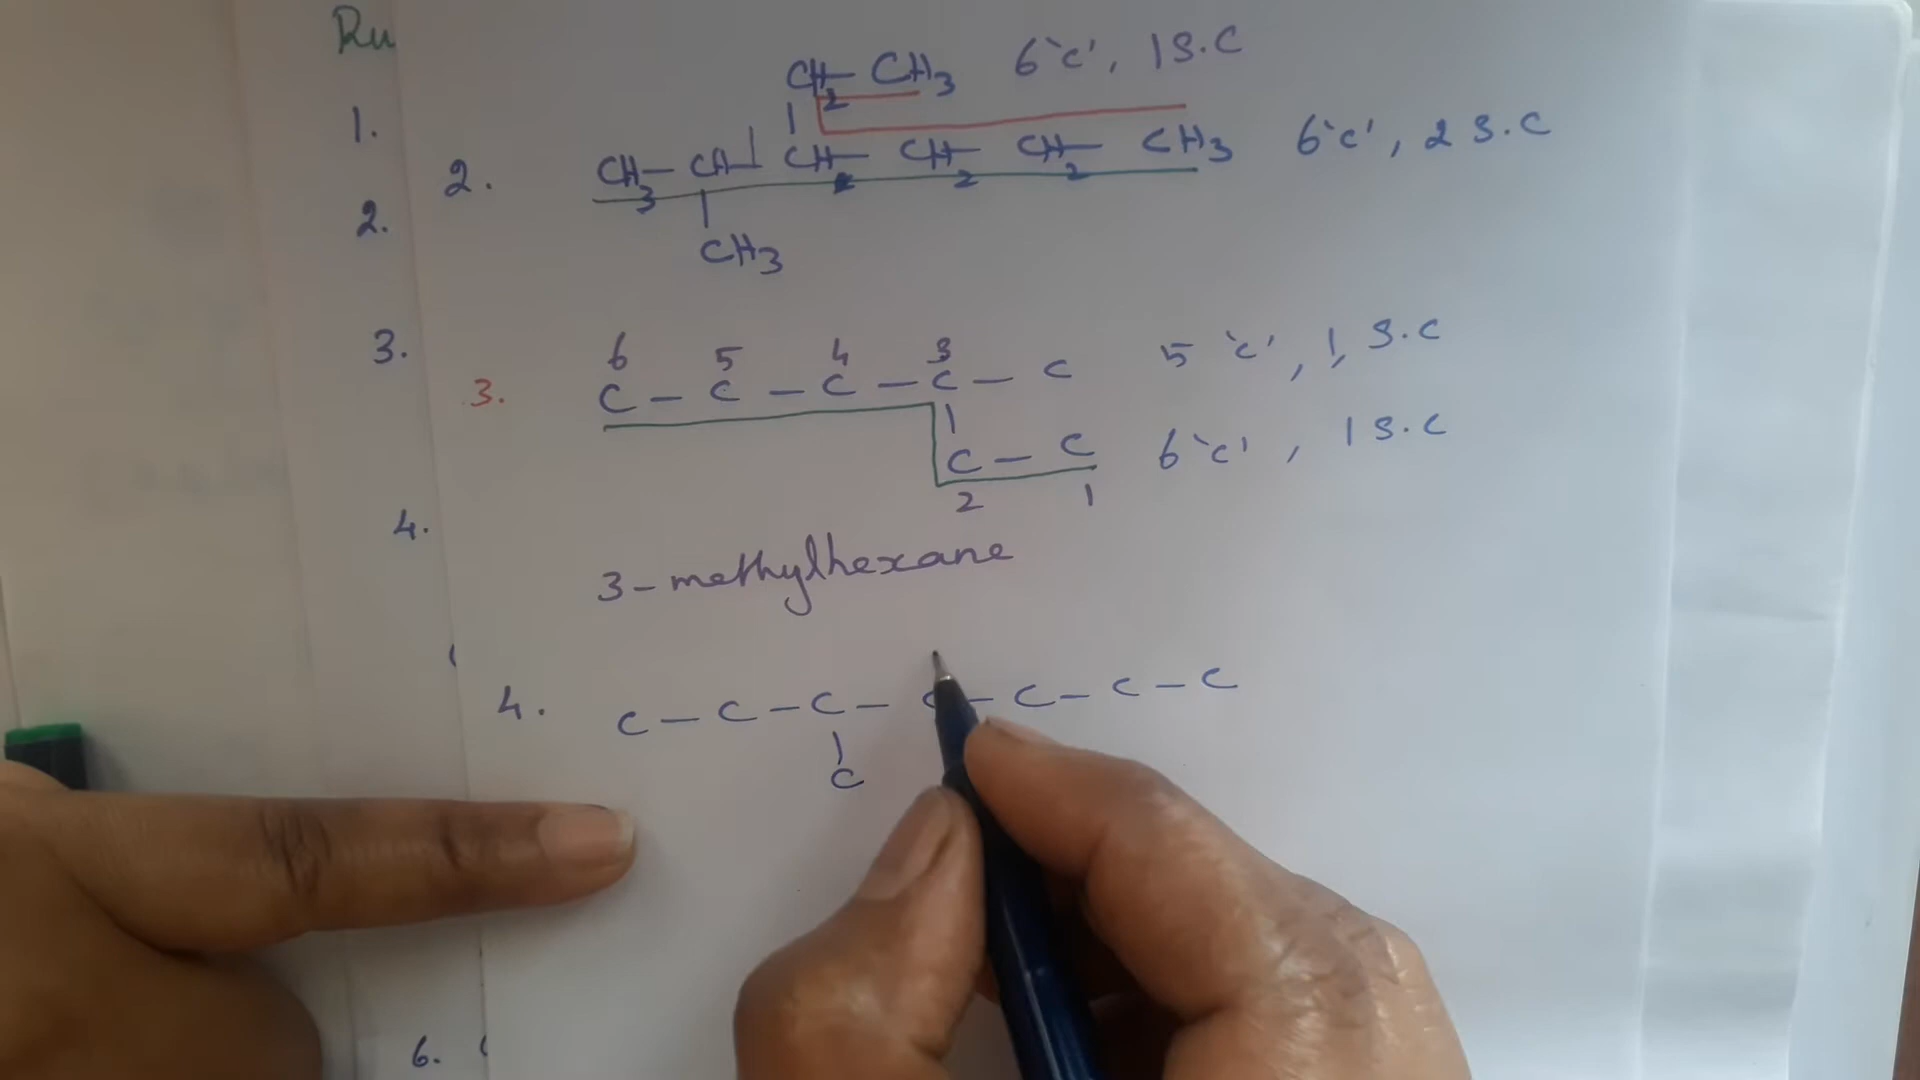 Ru
1.
2.
3.
4.
6.
CH2 – CH3 6'c', 1 S.C
|
2. CH3 – CH – CH – CH2 – CH2 – CH3 6'c', 2 S.C
|
CH3
6 5 4 3
3. C – C – C – C – C 5 'c', 1, S.C
|
C – C 6'c', 1 S.C
2 1
3-methylhexane
4. C – C – C – C – C – C – C
|
C